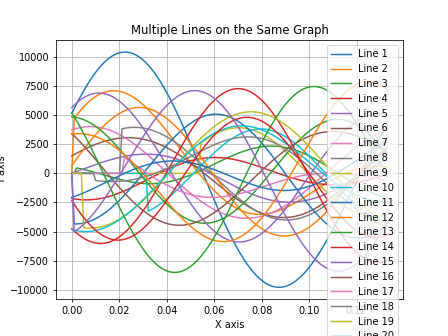 Multiple Lines on the Same Graph
10000
7500
5000
2500
0
−2500
−5000
−7500
−10000
0.00
0.02
0.04
0.06
0.08
0.10
X axis
Line 1
Line 2
Line 3
Line 4
Line 5
Line 6
Line 7
Line 8
Line 9
Line 10
Line 11
Line 12
Line 13
Line 14
Line 15
Line 16
Line 17
Line 18
Line 19
Line 20